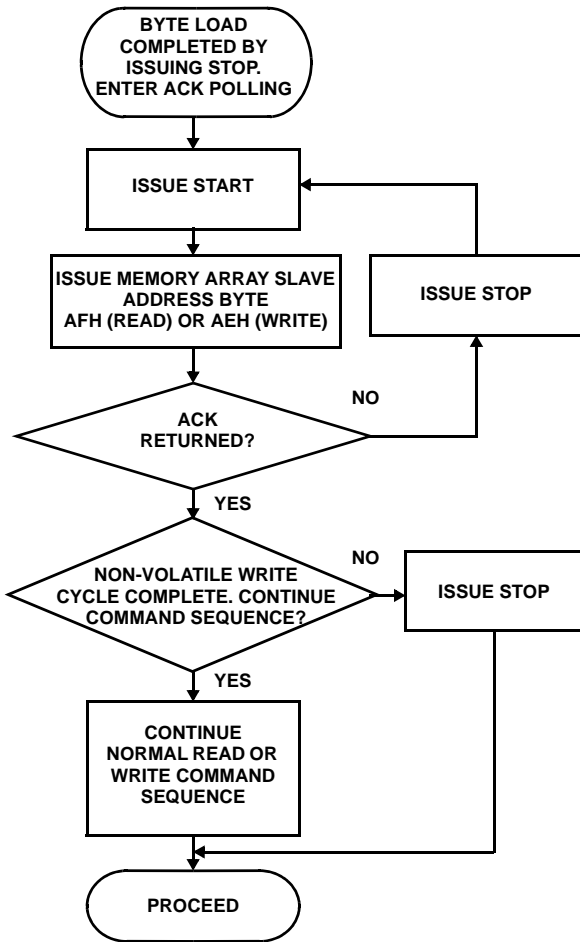 BYTE LOAD
COMPLETED BY
ISSUING STOP.
ENTER ACK POLLING
ISSUE START
ISSUE MEMORY ARRAY SLAVE
ADDRESS BYTE
AFH (READ) OR AEH (WRITE)
ISSUE STOP
ACK
RETURNED?
NO
YES
NON-VOLATILE WRITE
CYCLE COMPLETE. CONTINUE
COMMAND SEQUENCE?
NO
ISSUE STOP
YES
CONTINUE
NORMAL READ OR
WRITE COMMAND
SEQUENCE
PROCEED